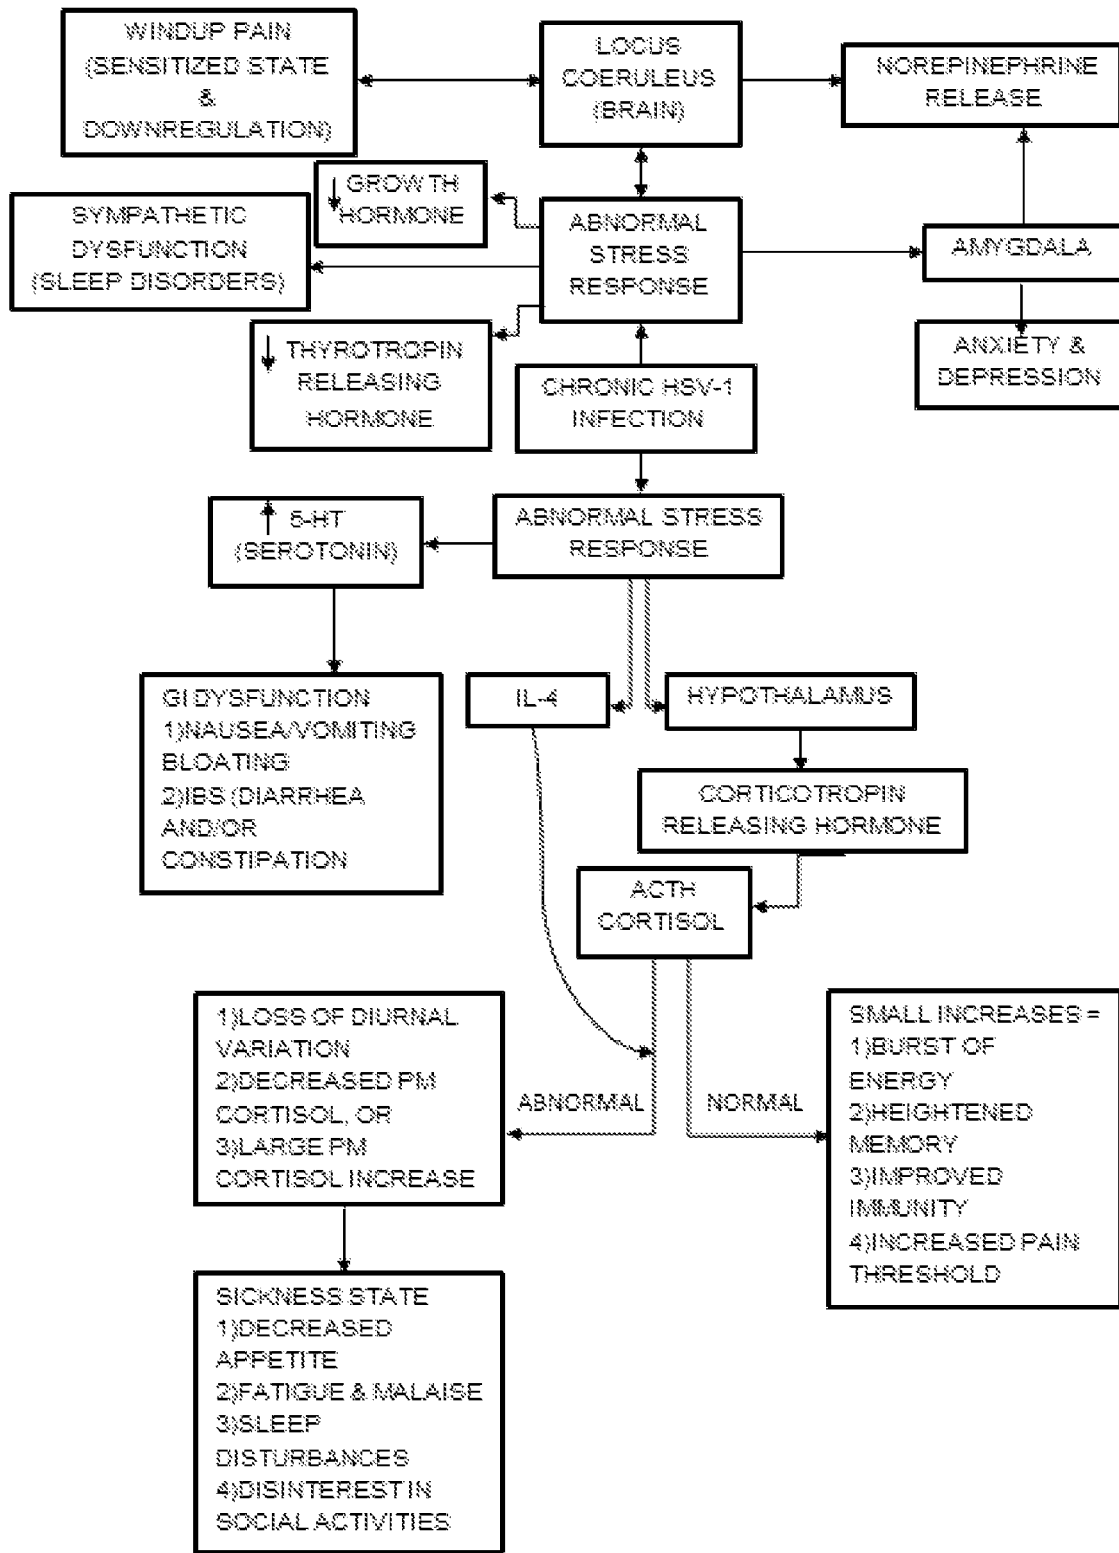 WINDUP PAIN
(SENSITIZED STATE
&
DOWNREGULATION)
LOCUS
COERULEUS
(BRAIN)
NOREPINEPHRINE
RELEASE
GROWTH
HORMONE
SYMPATHETIC
DYSFUNCTION
(SLEEP DISORDERS)
ABNORMAL
STRESS
RESPONSE
AMYGDALA
THYROTROPIN
RELEASING
HORMONE
CHRONIC HSV-1
INFECTION
ANXIETY &
DEPRESSION
5-HT
(SEROTONIN)
ABNORMAL STRESS
RESPONSE
GI DYSFUNCTION
1)NAUSEA/VOMITING
BLOATING
2)IBS (DIARRHEA
AND/OR
CONSTIPATION
IL-4
HYPOTHALAMUS
CORTICOTROPIN
RELEASING HORMONE
ACTH
CORTISOL
1)LOSS OF DIURNAL
VARIATION
2)DECREASED PM
CORTISOL, OR
3)LARGE PM
CORTISOL INCREASE
ABNORMAL
NORMAL
SMALL INCREASES =
1)BURST OF
ENERGY
2)HEIGHTENED
MEMORY
3)IMPROVED
IMMUNITY
4)INCREASED PAIN
THRESHOLD
SICKNESS STATE
1)DECREASED
APPETITE
2)FATIGUE & MALAISE
3)SLEEP
DISTURBANCES
4)DISINTEREST IN
SOCIAL ACTIVITIES